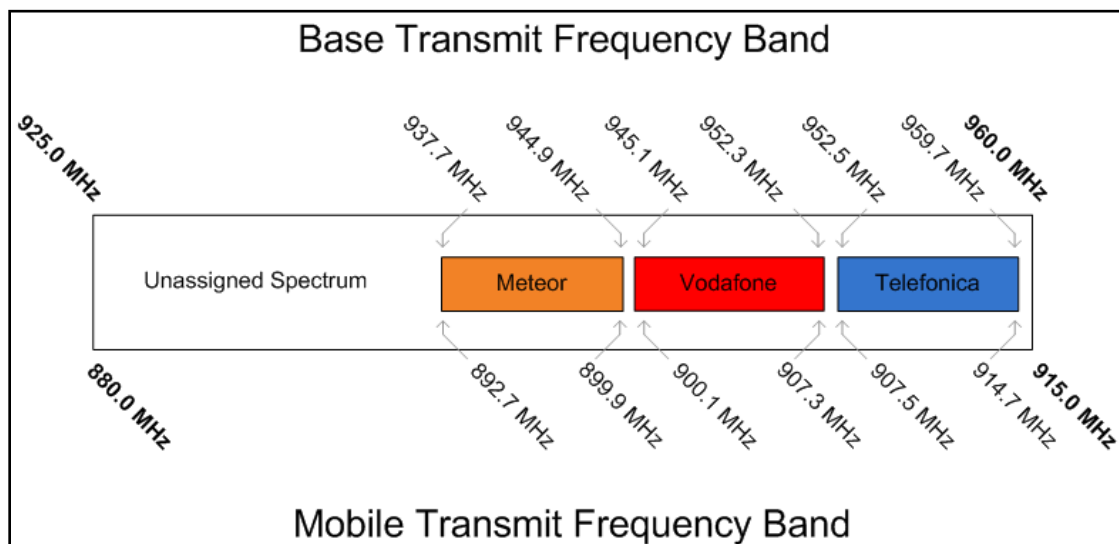 Base Transmit Frequency Band
925.0 MHz
937.7 MHz
944.9 MHz
945.1 MHz
952.3 MHz
952.5 MHz
959.7 MHz
960.0 MHz
Unassigned Spectrum
Meteor
Vodafone
Telefonica
880.0 MHz
892.7 MHz
899.9 MHz
900.1 MHz
907.3 MHz
907.5 MHz
914.7 MHz
915.0 MHz
Mobile Transmit Frequency Band